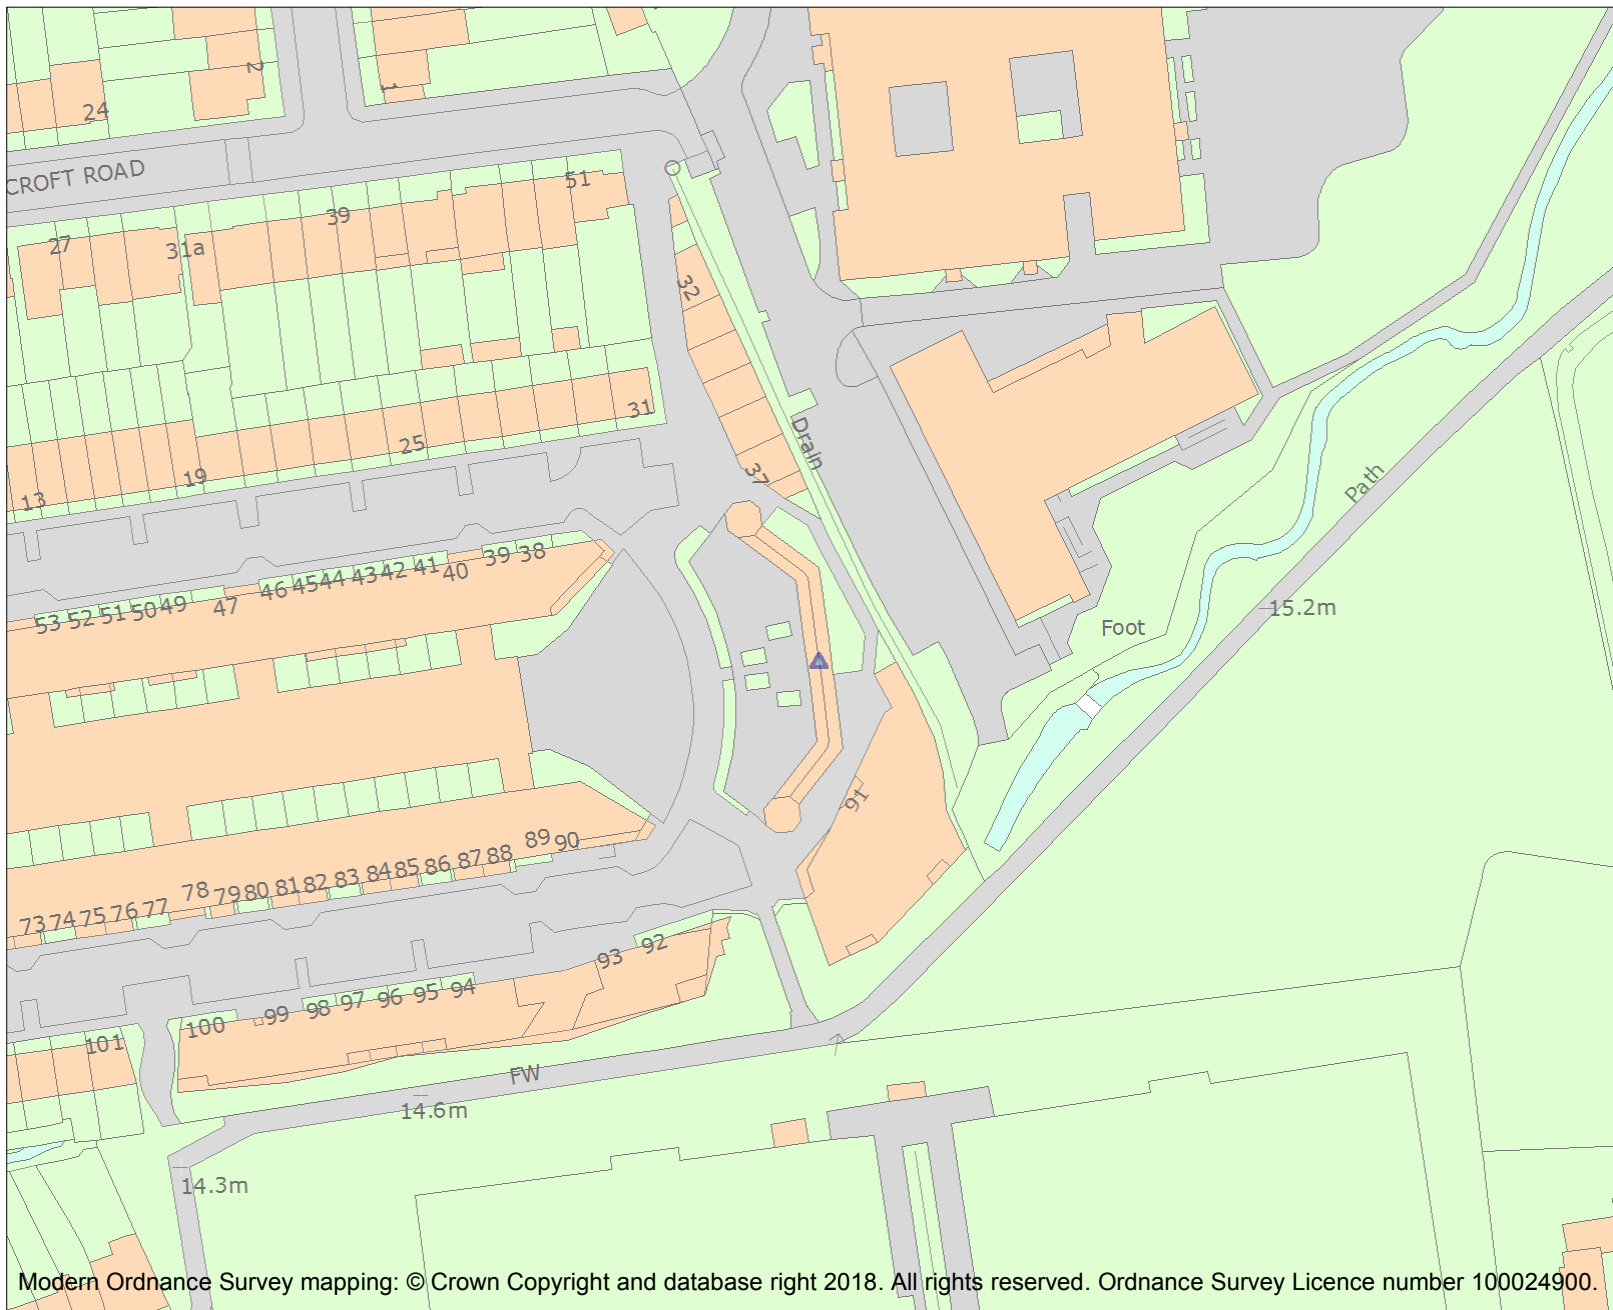 2
1
24
CROFT ROAD
51
39
27
31a
32
31
25
19
13
37
Drain
Path
39 38
53 52 51 50 49 47 46 45 44 43 42 41 40
15.2m
Foot
91
89 90
73 74 75 76 77 78 79 80 81 82 83 84 85 86 87 88
93 92
100 99 98 97 96 95 94
101
FW
14.6m
14.3m
Modern Ordnance Survey mapping: © Crown Copyright and database right 2018. All rights reserved. Ordnance Survey Licence number 100024900.